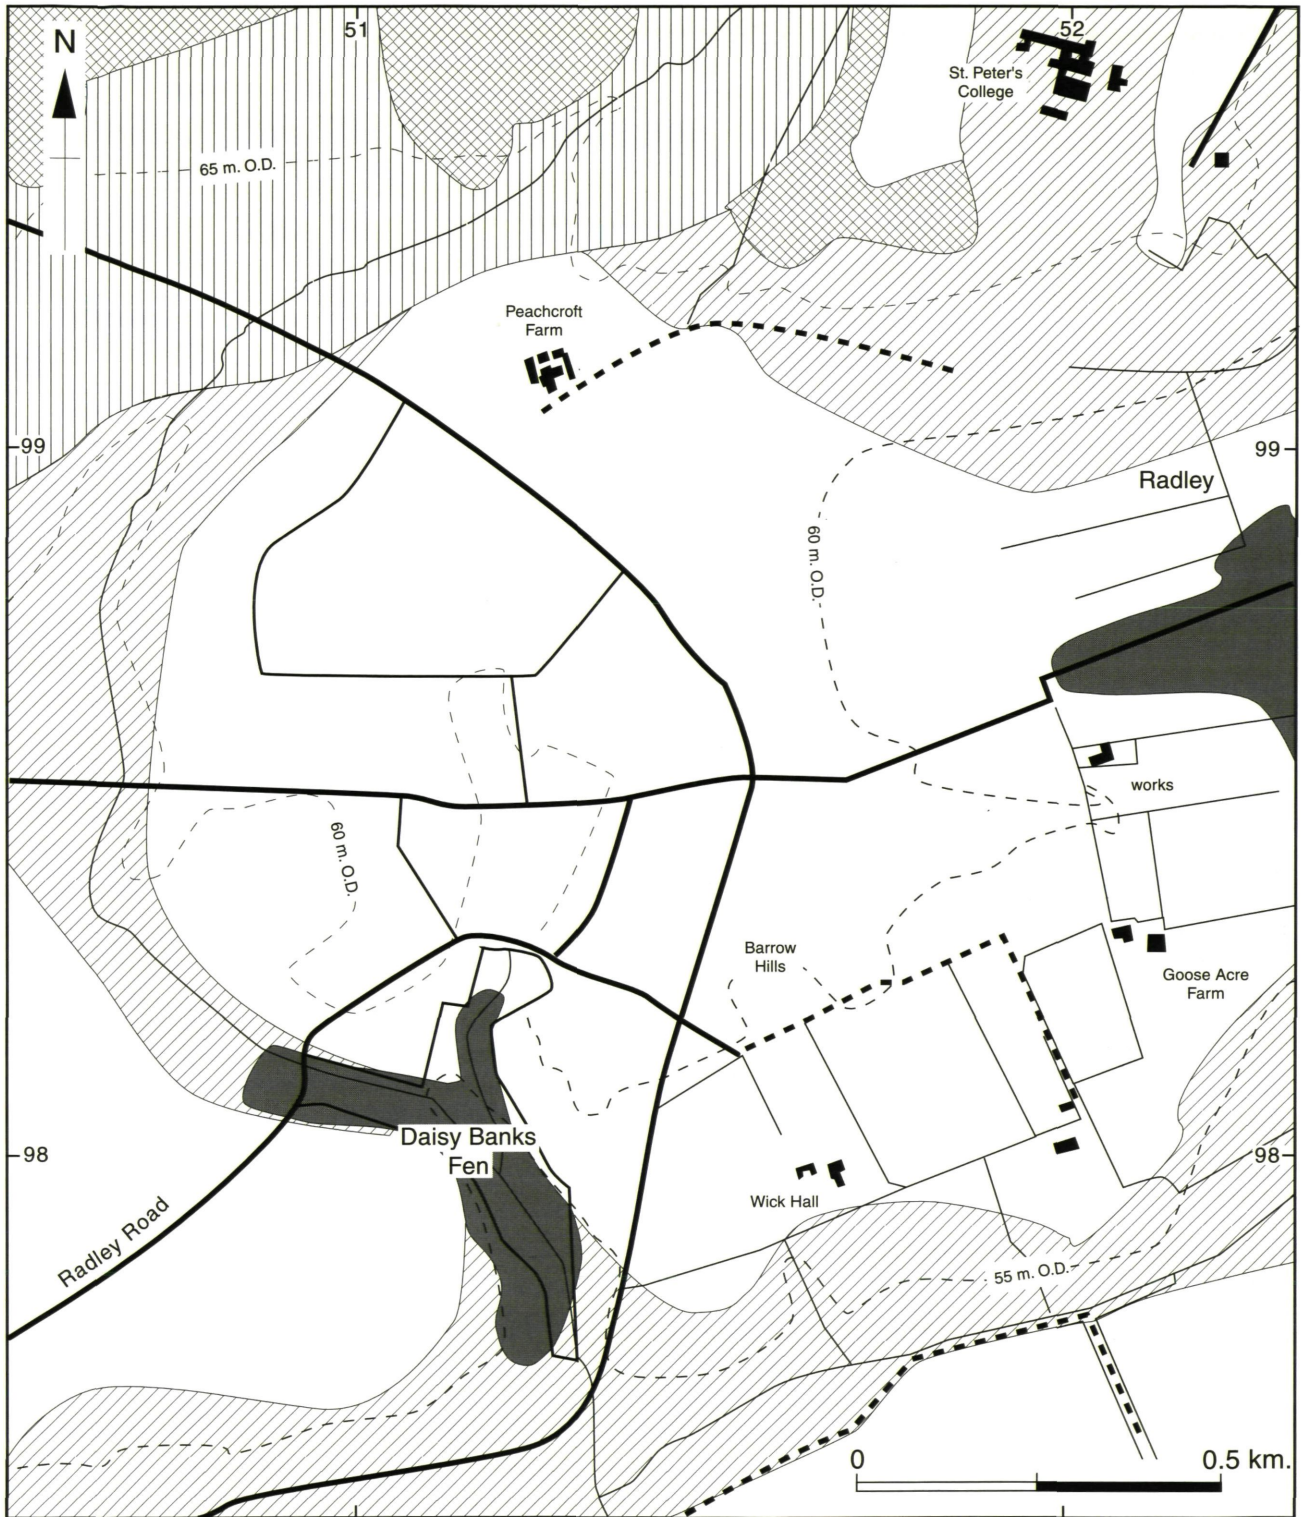 51
52
N
St. Peter's
College
65 m. O.D.
Peachcroft
Farm
99
99
Radley
60 m. O.D.
works
60 m. O.D.
Barrow
Hills
Goose Acre
Farm
Daisy Banks
Fen
98
98
Wick Hall
Radley Road
55 m. O.D.
0
0.5 km.